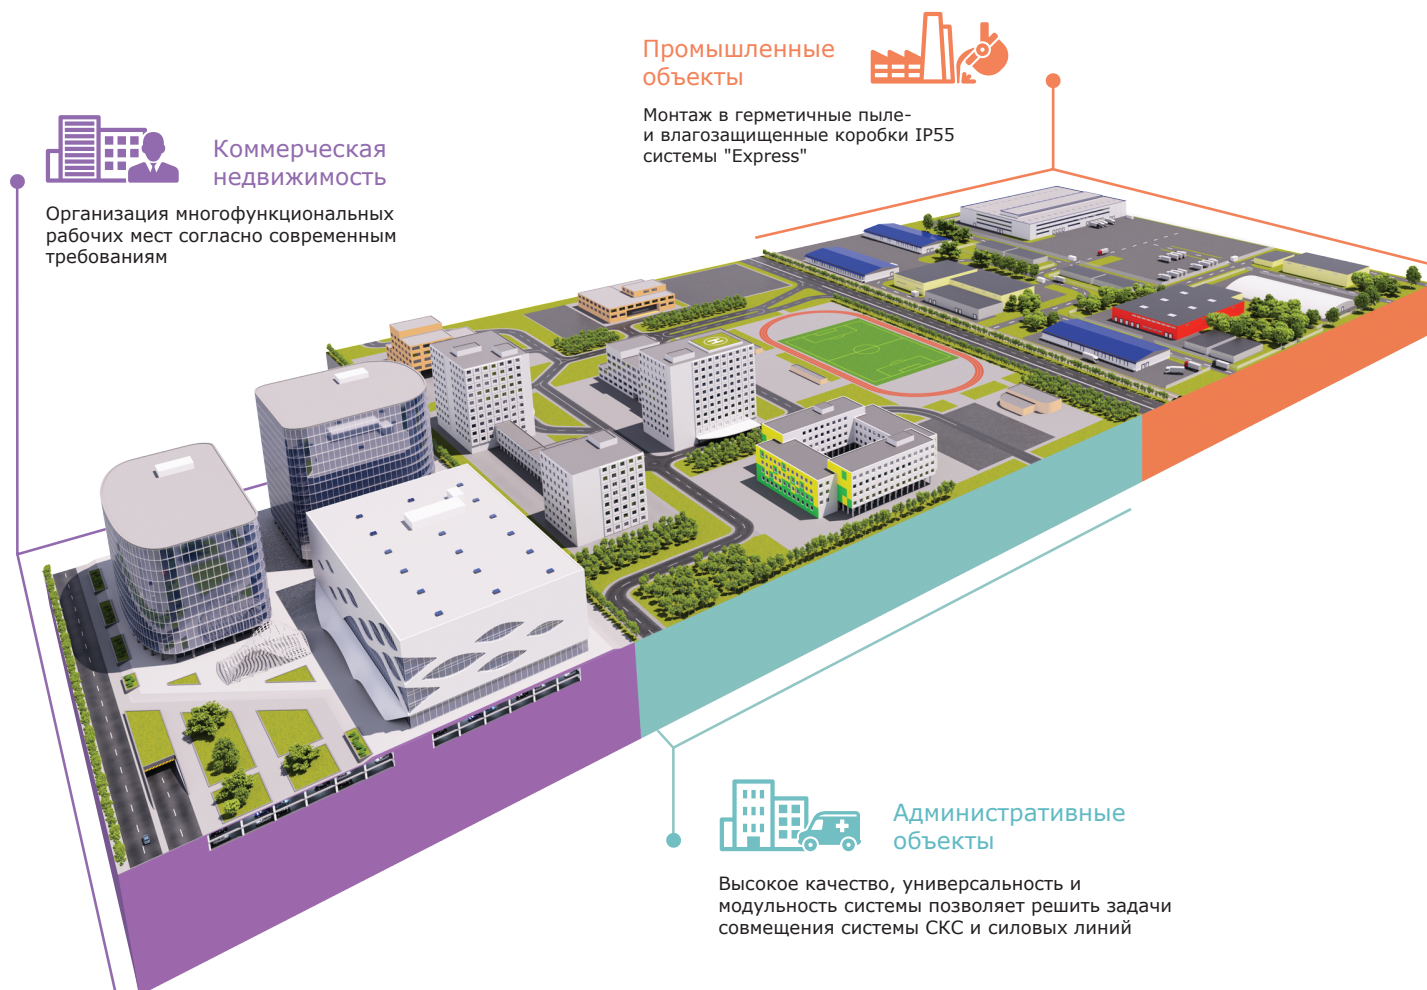 Промышленные
объекты
Монтаж в герметичные пыле-
и влагозащищенные коробки IP55
системы "Express"
Коммерческая
недвижимость
Организация многофункциональных
рабочих мест согласно современным
требованиям
H
Административные
объекты
Высокое качество, универсальность и
модульность системы позволяет решить задачи
совмещения системы СКС и силовых линий